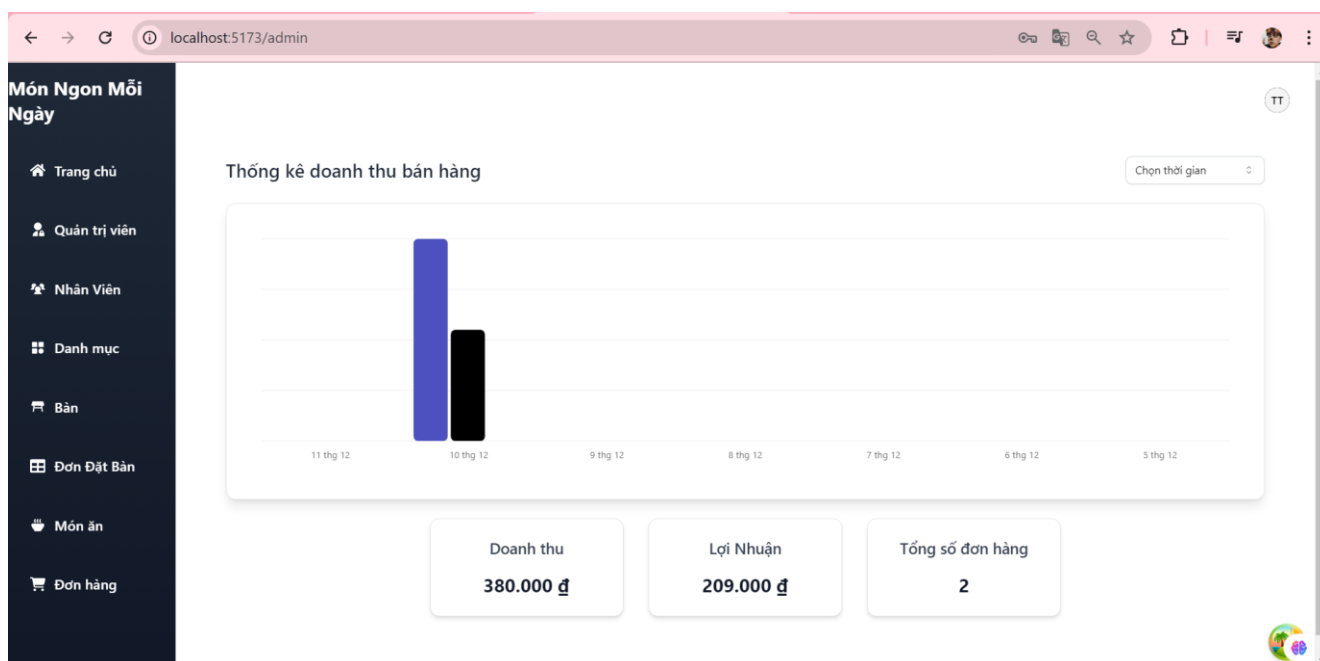 localhost:5173/admin
Món Ngon Mỗi
Ngày
TT
Trang chủ
Quản trị viên
Nhân Viên
Danh mục
Bàn
Đơn Đặt Bàn
Món ăn
Đơn hàng
Thống kê doanh thu bán hàng
Chọn thời gian
11 thg 12
10 thg 12
9 thg 12
8 thg 12
7 thg 12
6 thg 12
5 thg 12
Doanh thu
380.000 ₫
Lợi Nhuận
209.000 ₫
Tổng số đơn hàng
2